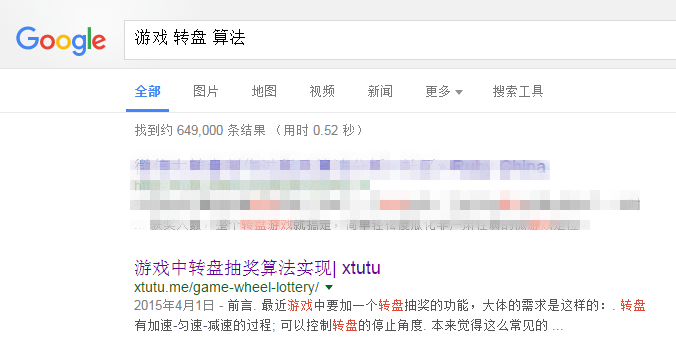 Google
游戏 转盘 算法
全部 图片 地图 视频 新闻 更多 搜索工具
找到约 649,000 条结果 （用时 0.52 秒）
Ruby China
游戏中转盘抽奖算法实现| xtutu
xtutu.me/game-wheel-lottery/
2015年4月1日 - 前言. 最近游戏中要加一个转盘抽奖的功能，大体的需求是这样的：. 转盘
有加速-匀速-减速的过程; 可以控制转盘的停止角度. 本来觉得这么常见的 ...